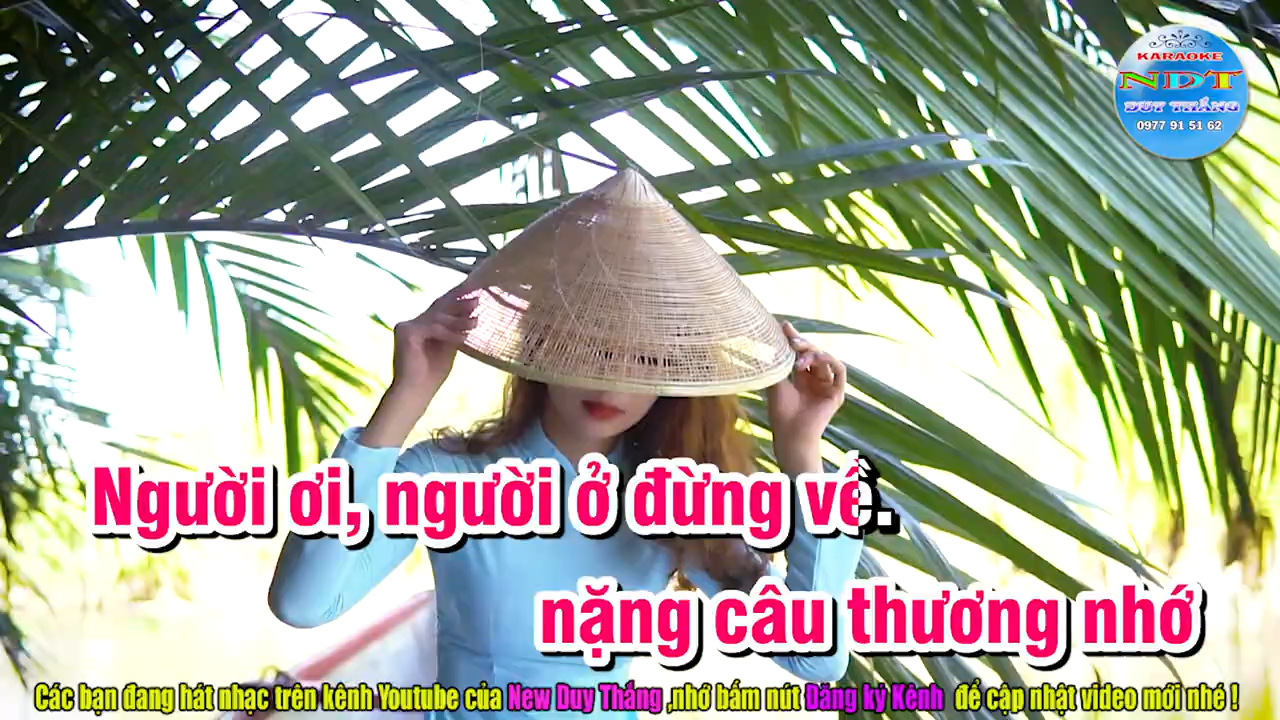 KARAOKE
NDT
DUY THẮNG
0977 91 51 62
Người ơi, người ở đừng về.
nặng câu thương nhớ
Các bạn đang hát nhạc trên kênh Youtube của New Duy Thắng ,nhớ bấm nút Đăng ký Kênh để cập nhật video mới nhé !